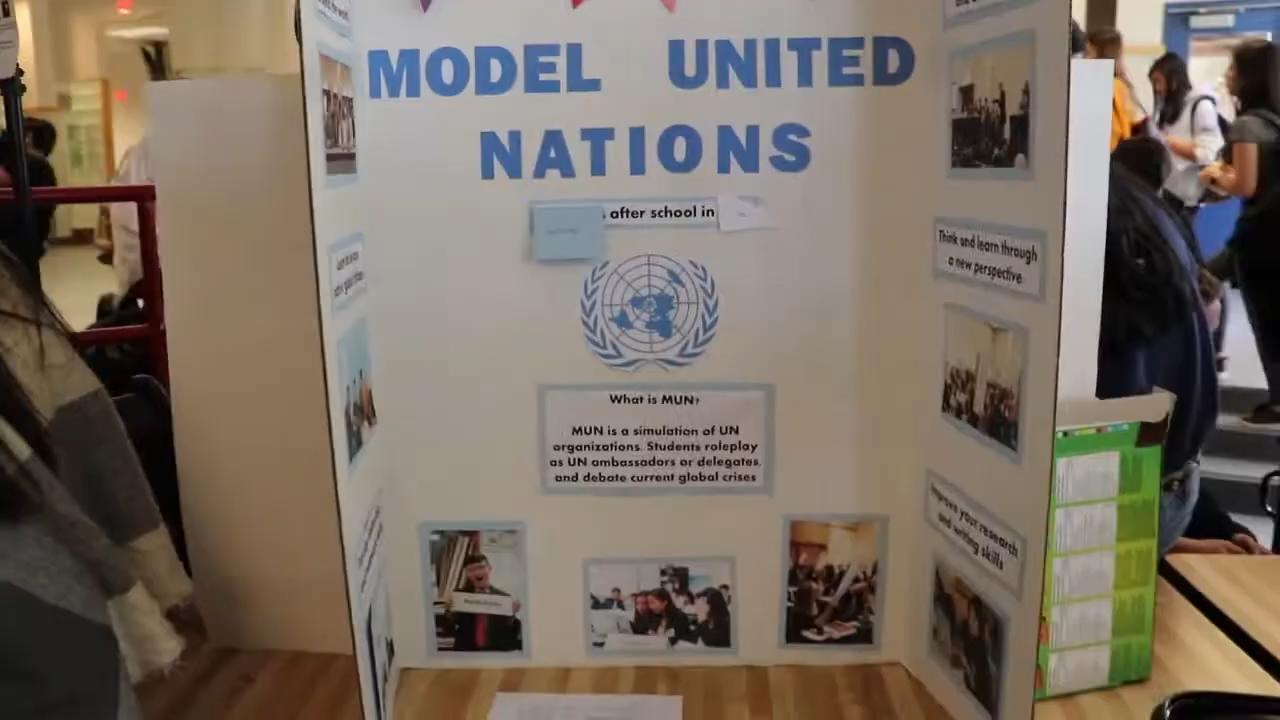 MODEL UNITED
NATIONS
after school in
What is MUN?
MUN is a simulation of UN
organizations. Students roleplay
as UN ambassadors or delegates,
and debate current global crises
Think and learn through
a new perspective
Improve your research
and writing skills